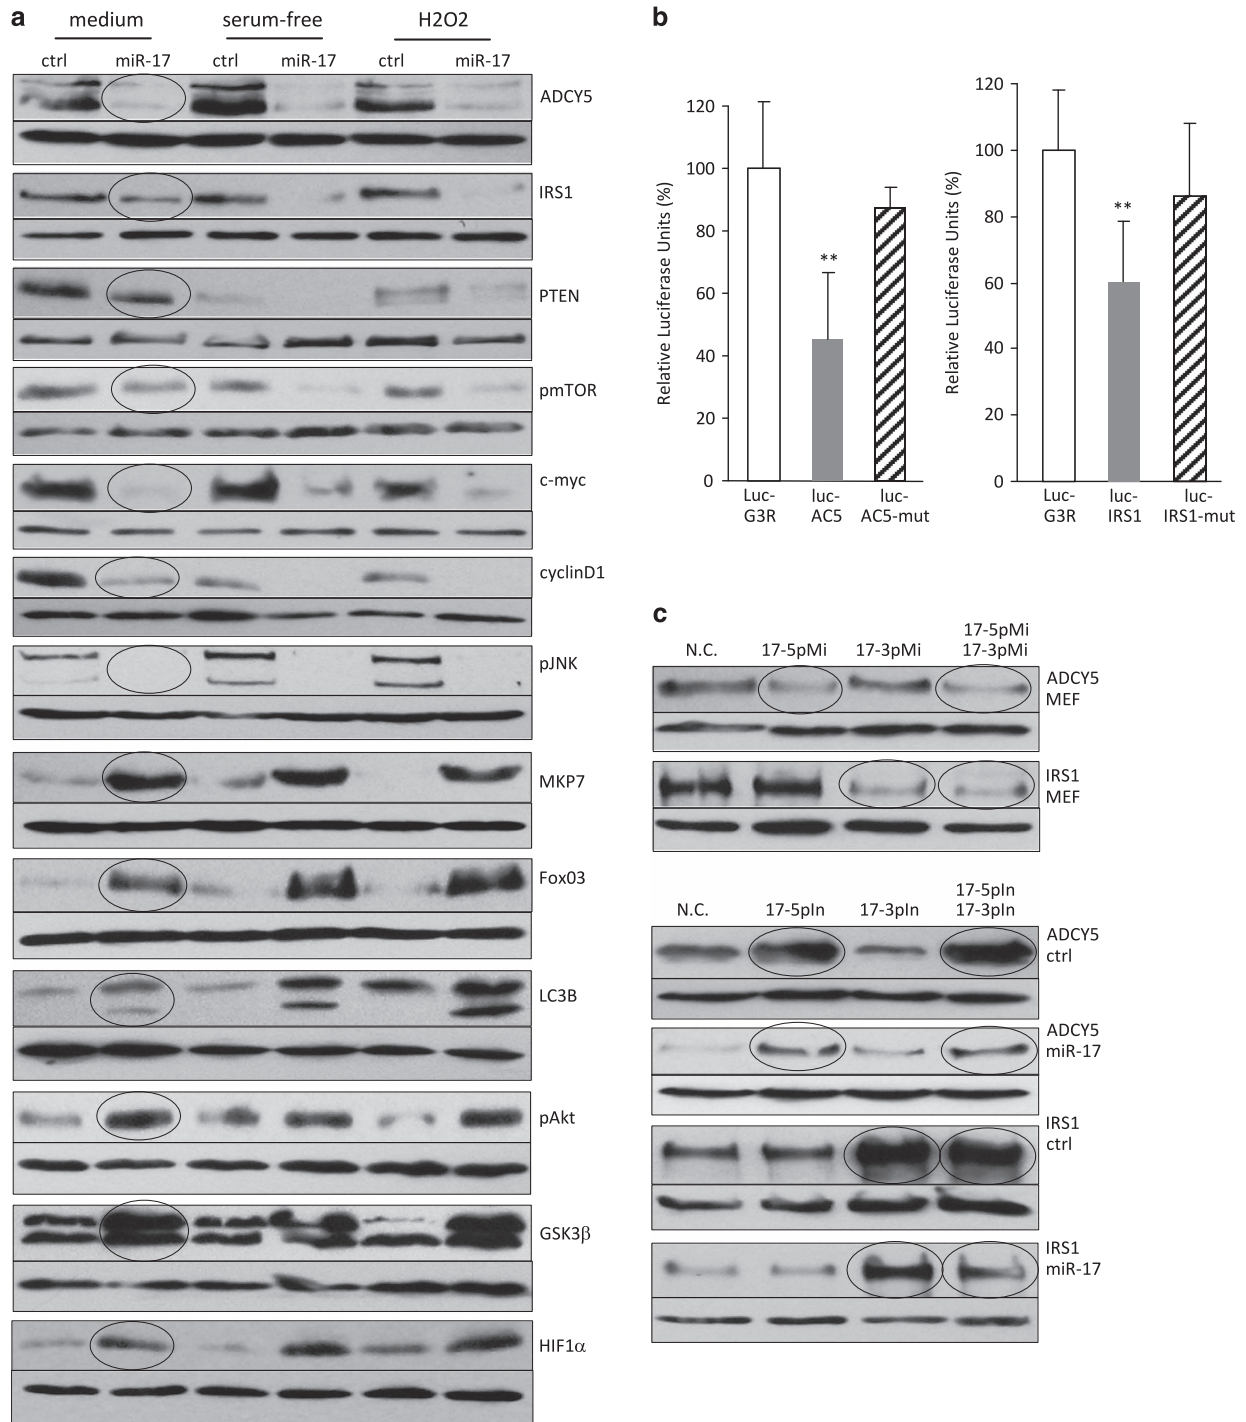 a
medium serum-free H2O2
ctrl miR-17 ctrl miR-17 ctrl miR-17
ADCY5
IRS1
PTEN
pmTOR
c-myc
cyclinD1
pJNK
MKP7
Fox03
LC3B
pAkt
GSK3β
HIF1α
b
Relative Luciferase Units (%)
120
100
80
60
40
20
0
**
Luc-
G3R
luc-
AC5
luc-
AC5-mut
Relative Luciferase Units (%)
120
100
80
60
40
20
0
**
Luc-
G3R
luc-
IRS1
luc-
IRS1-mut
c
17-5pMi
N.C. 17-5pMi 17-3pMi 17-3pMi
ADCY5
MEF
IRS1
MEF
17-5pIn
N.C. 17-5pIn 17-3pIn 17-3pIn
ADCY5
ctrl
ADCY5
miR-17
IRS1
ctrl
IRS1
miR-17